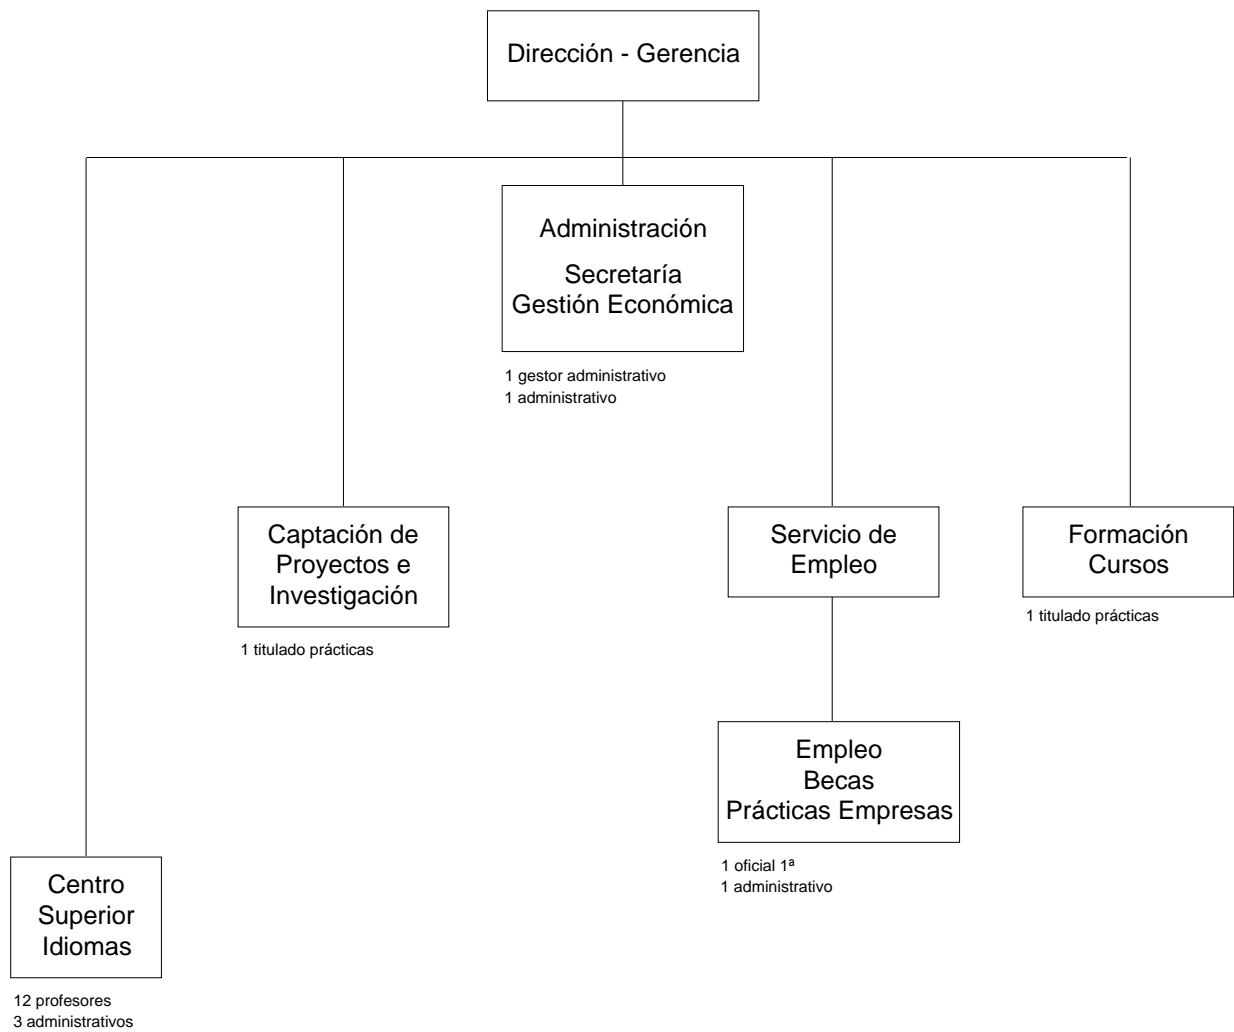 Dirección - Gerencia
Administración
Secretaría
Gestión Económica
1 gestor administrativo
1 administrativo
Captación de
Proyectos e
Investigación
1 titulado prácticas
Servicio de
Empleo
Formación
Cursos
1 titulado prácticas
Empleo
Becas
Prácticas Empresas
1 oficial 1ª
1 administrativo
Centro
Superior
Idiomas
12 profesores
3 administrativos